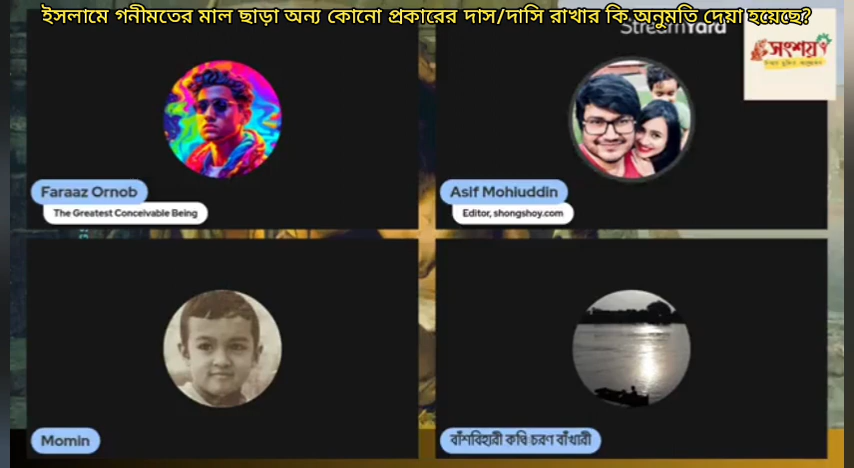 ইসলামে গনীমতের মাল ছাড়া অন্য কোনো প্রকারের দাস/দাসি রাখার কি অনুমতি দেয়া হয়েছে?
StreamYard
সংশয়
Faraaz Ornob
The Greatest Conceivable Being
Asif Mohiuddin
Editor, shongshoy.com
Momin
বাঁশবিহারী কঞ্চি চরণ বাঁখারী